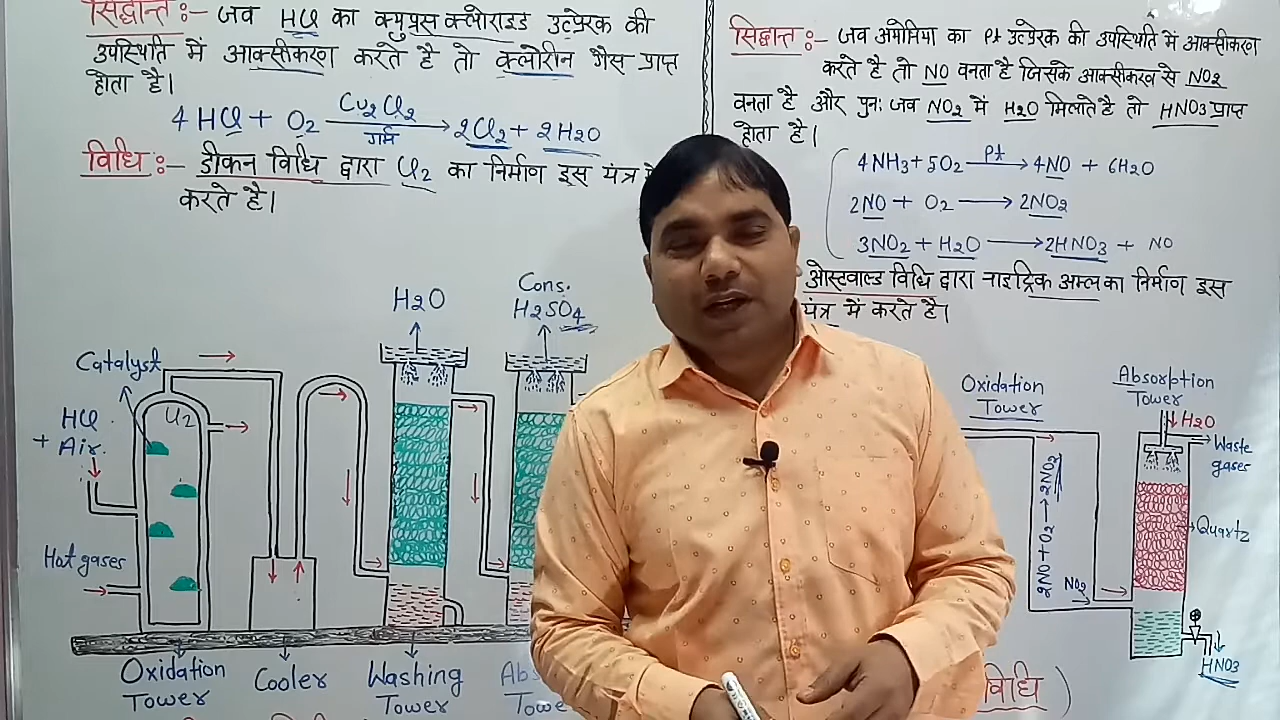 सिद्धान्त :- जब HCl का क्युप्रस क्लोराइड उत्प्रेरक की
उपस्थिति में आक्सीकरण करते है तो क्लोरीन गैस प्राप्त
होता है।
4 HCl + O2 Cu2Cl2 गर्म → 2Cl2 + 2H2O
विधि :- डीकन विधि द्वारा Cl2 का निर्माण इस यंत्र में
करते है।
H2O
Cons.
H2SO4
Catalyst
HCl
+ Air
Cl2
Hot gases
Oxidation
Tower
Cooler
Washing
Tower
सिद्धान्त :- जब अमोनिया का Pt उत्प्रेरक की उपस्थिति में आक्सीकरण
करते है तो NO बनता है जिसके आक्सीकरण से NO2
बनता है और पुनः जब NO2 में H2O मिलाते है तो HNO3 प्राप्त
होता है।
4NH3 + 5O2 Pt → 4NO + 6H2O
2NO + O2 → 2NO2
3NO2 + H2O → 2HNO3 + NO
ओस्टवाल्ड विधि द्वारा नाइट्रिक अम्ल का निर्माण इस
यंत्र में करते है।
Oxidation
Tower
Absorption
Tower
H2O
Waste
gases
2NO + O2 → 2NO2
Quartz
NO2
HNO3
विधि )